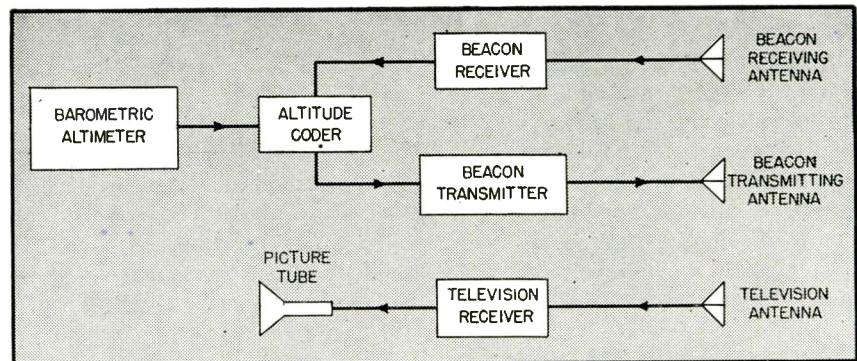 BEACON
RECEIVER
BEACON
RECEIVING
ANTENNA
BAROMETRIC
ALTIMETER
ALTITUDE
CODER
BEACON
TRANSMITTER
BEACON
TRANSMITTING
ANTENNA
PICTURE
TUBE
TELEVISION
RECEIVER
TELEVISION
ANTENNA